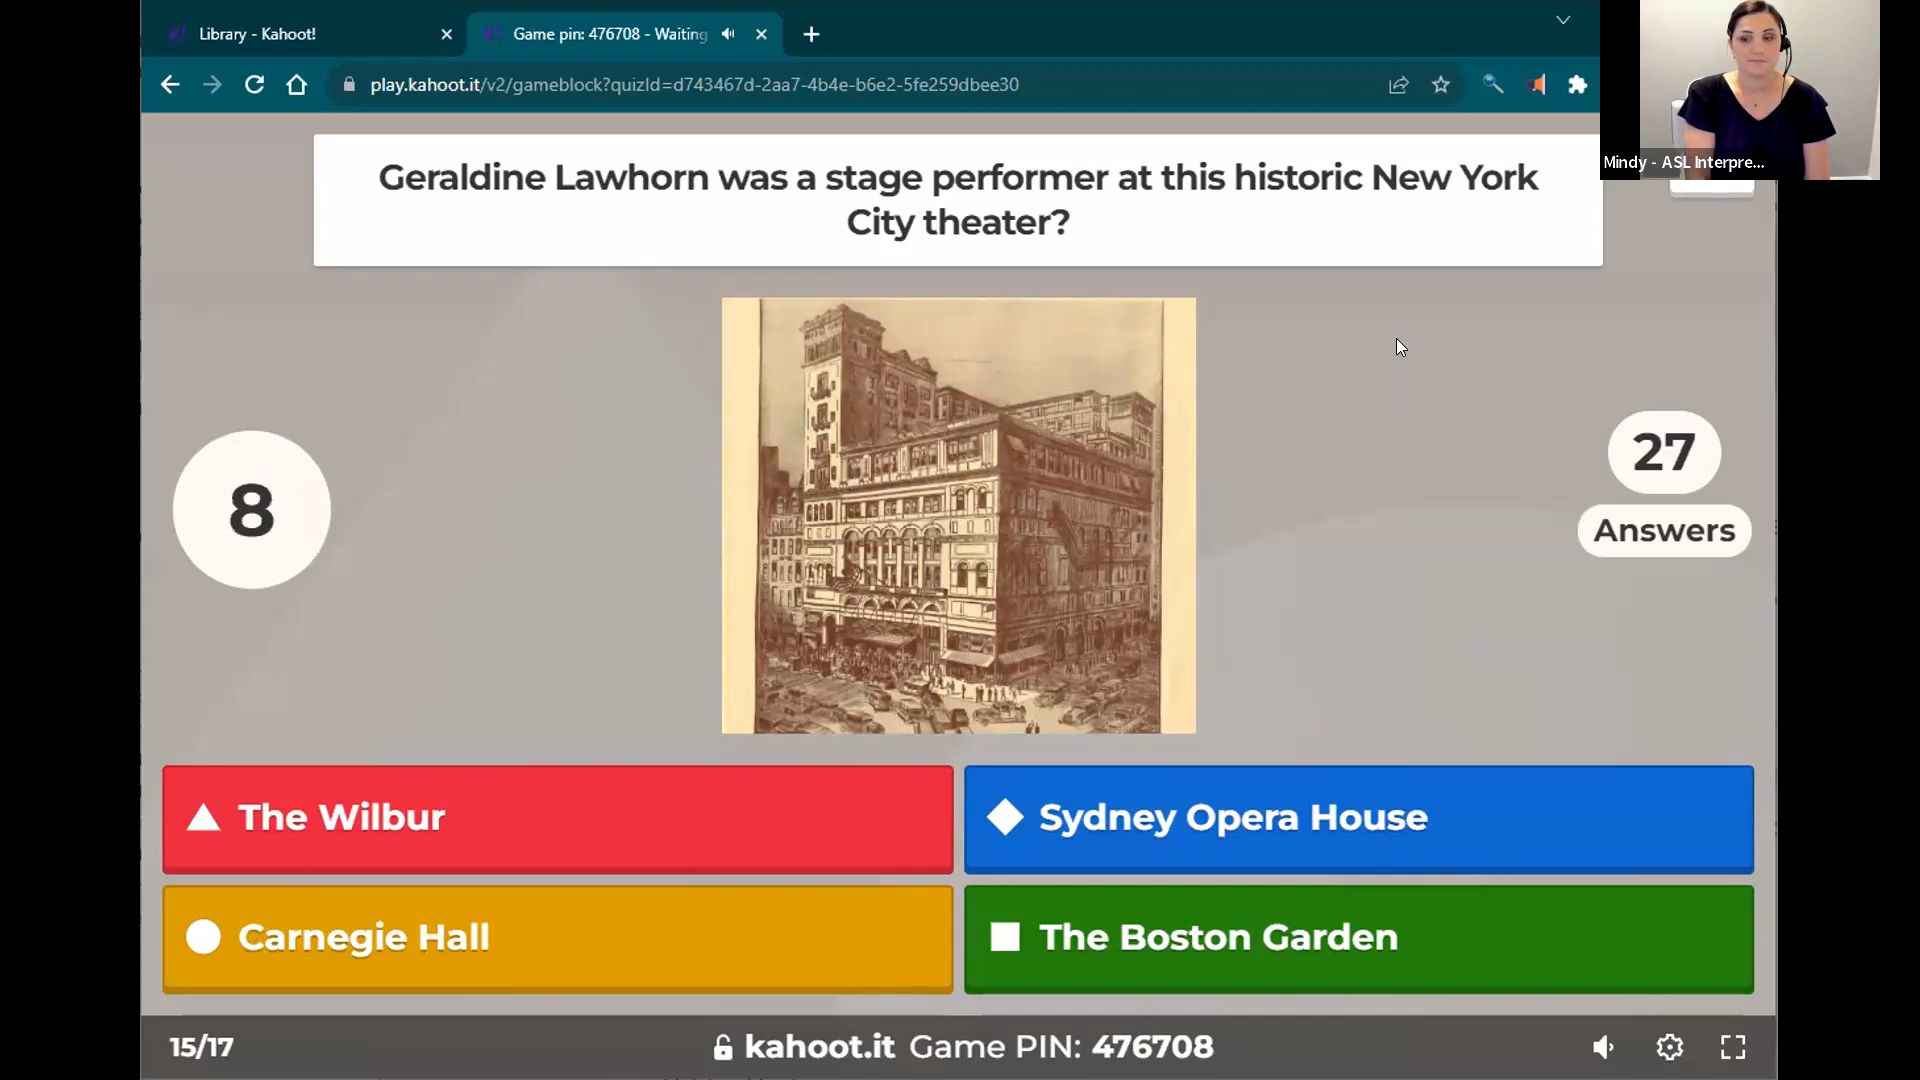 Library - Kahoot!
Game pin: 476708 - Waiting
play.kahoot.it/v2/gameblock?quizId=d743467d-2aa7-4b4e-b6e2-5fe259dbee30
Mindy - ASL Interpre...
Geraldine Lawhorn was a stage performer at this historic New York
City theater?
8
27
Answers
The Wilbur
Sydney Opera House
Carnegie Hall
The Boston Garden
15/17
kahoot.it Game PIN: 476708